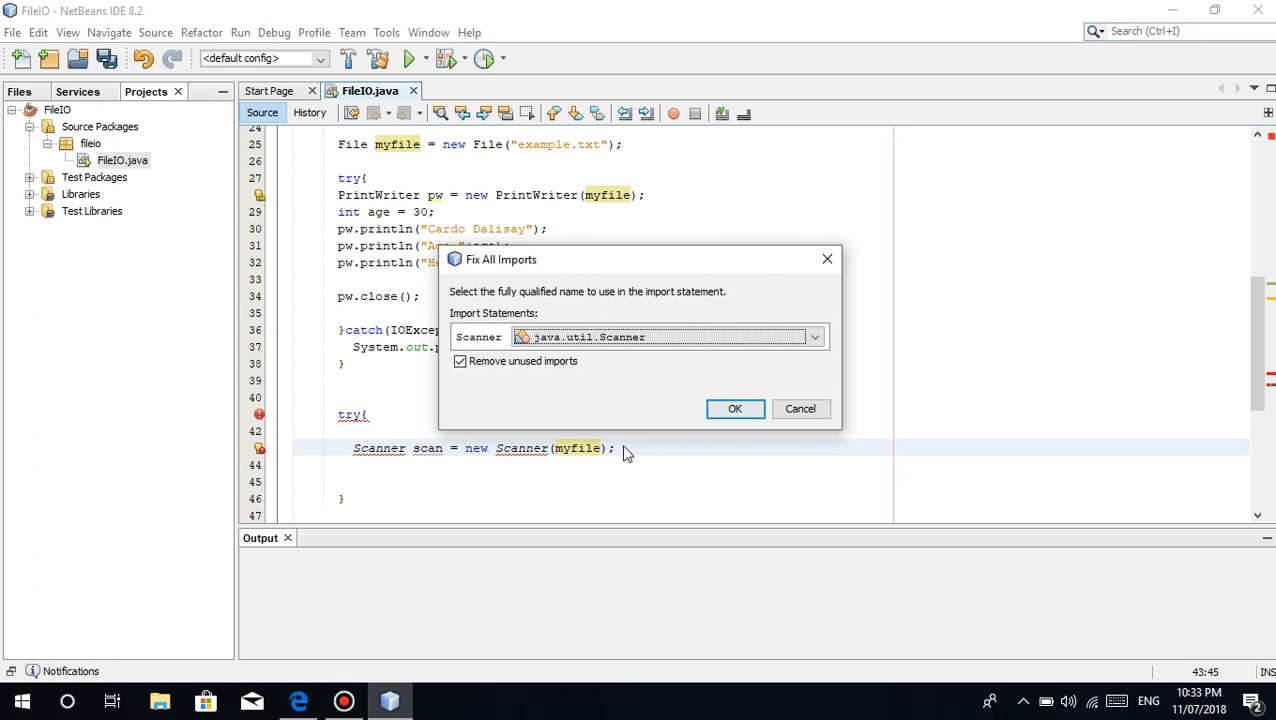 FileIO - NetBeans IDE 8.2
File Edit View Navigate Source Refactor Run Debug Profile Team Tools Window Help
Search (Ctrl+I)
<default config>
Files Services Projects
Start Page FileIO.java
FileIO
Source Packages
fileio
FileIO.java
Test Packages
Libraries
Test Libraries
Source History
24
25 File myfile = new File("example.txt");
26
27 try{
PrintWriter pw = new PrintWriter(myfile);
29 int age = 30;
30 pw.println("Cardo Dalisay");
31 pw.println("
32 pw.println("
33
34 pw.close();
35
36 }catch(IOExce
37 System.out.p
38 }
39
40
try{
42
Scanner scan = new Scanner(myfile);
44
45
46 }
47
Fix All Imports
Select the fully qualified name to use in the import statement.
Import Statements:
Scanner java.util.Scanner
Remove unused imports
OK Cancel
Output
Notifications
43:45
INS
ENG
10:33 PM
11/07/2018
2